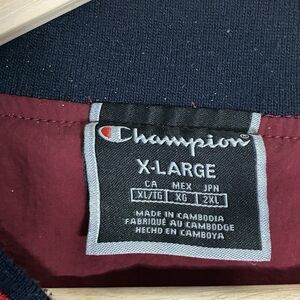 Champion®
X-LARGE
CA MEX JPN
XL/TG XG 2XL
MADE IN CAMBODIA
FABRIQUÉ AU CAMBODGE
HECHO EN CAMBOYA